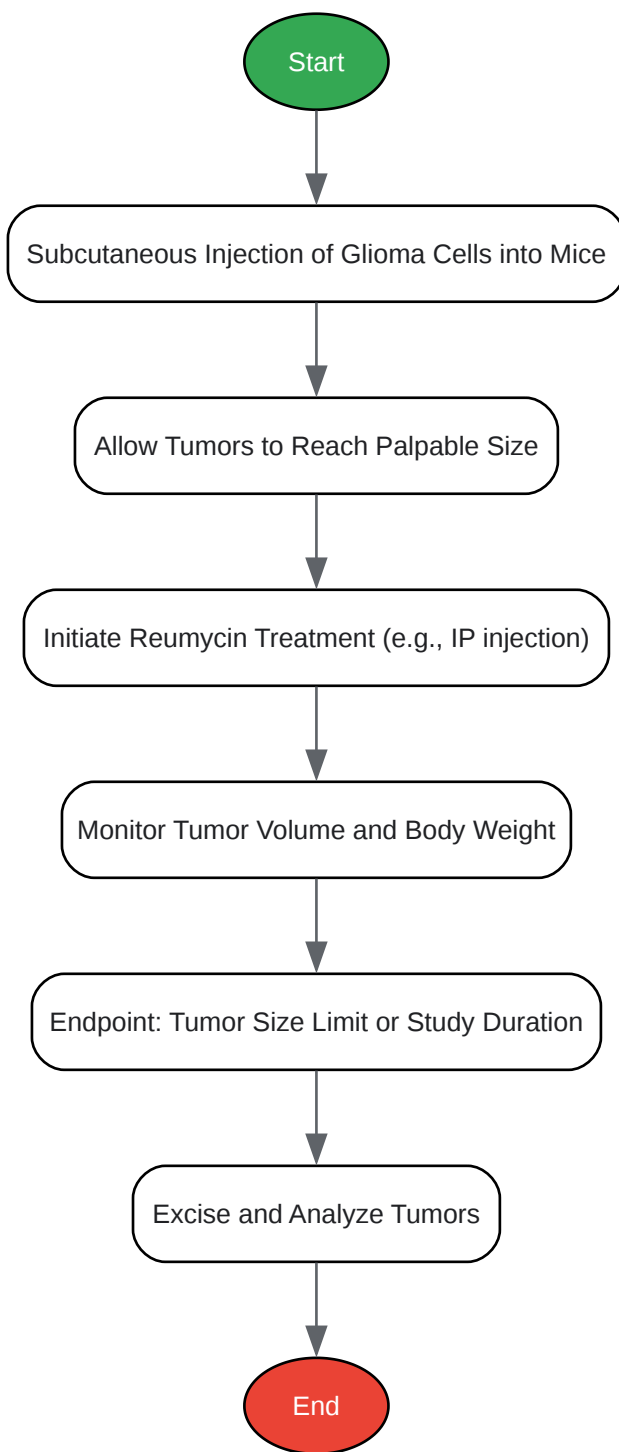 Start
Subcutaneous Injection of Glioma Cells into Mice
Allow Tumors to Reach Palpable Size
Initiate Reumycin Treatment (e.g., IP injection)
Monitor Tumor Volume and Body Weight
Endpoint: Tumor Size Limit or Study Duration
Excise and Analyze Tumors
End